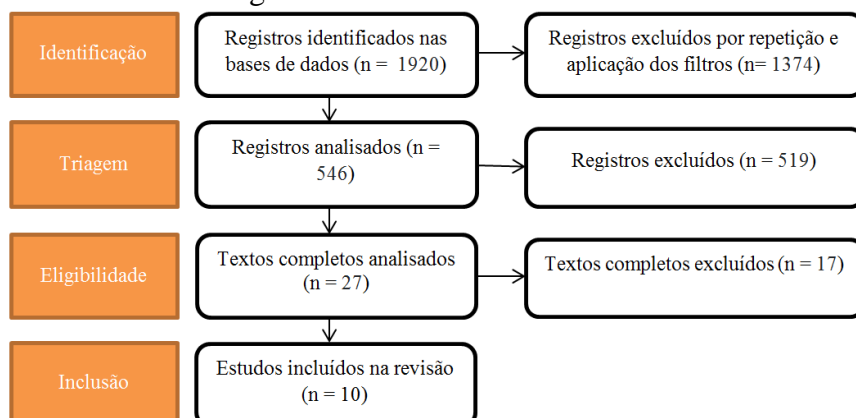 Identificação
Registros identificados nas
bases de dados (n = 1920)
Registros excluídos por repetição e
aplicação dos filtros (n= 1374)
Triagem
Registros analisados (n =
546)
Registros excluídos (n = 519)
Eligibilidade
Textos completos analisados
(n = 27)
Textos completos excluídos (n = 17)
Inclusão
Estudos incluídos na revisão
(n = 10)